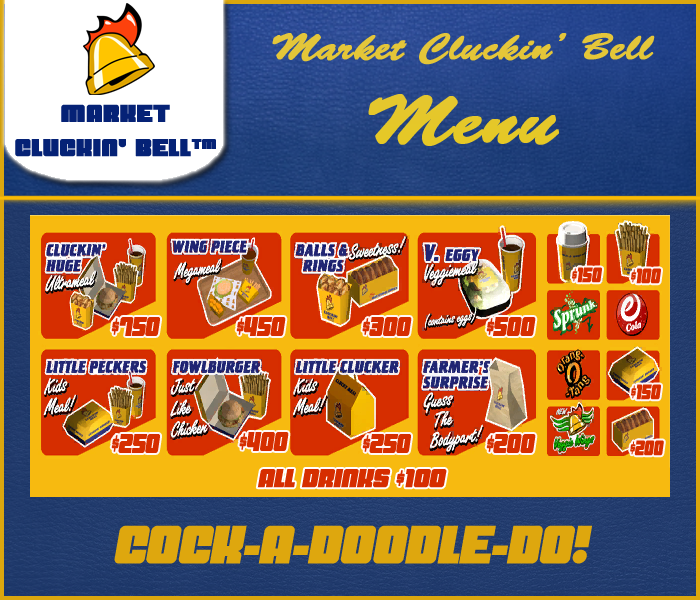 MARKET
CLUCKIN' BELL™
Market Cluckin' Bell
Menu
CLUCKIN'
HUGE
Ultrameal
$750
WING PIECE
Megameal
$450
BALLS & Sweetness!
RINGS
$300
V. EGGY
Veggiemeal
(contains eggs)
$500
$150
$100
Sprunk
e
Cola
LITTLE PECKERS
Kids
Meal!
$250
FOWLBURGER
Just
Like
Chicken
$400
LITTLE CLUCKER
Kids
Meal!
$250
FARMER'S
SURPRISE
Guess
The
Bodypart!
$200
Orang
O
-Tang
$150
NEW
$200
ALL DRINKS $100
COCK-A-DOODLE-DO!